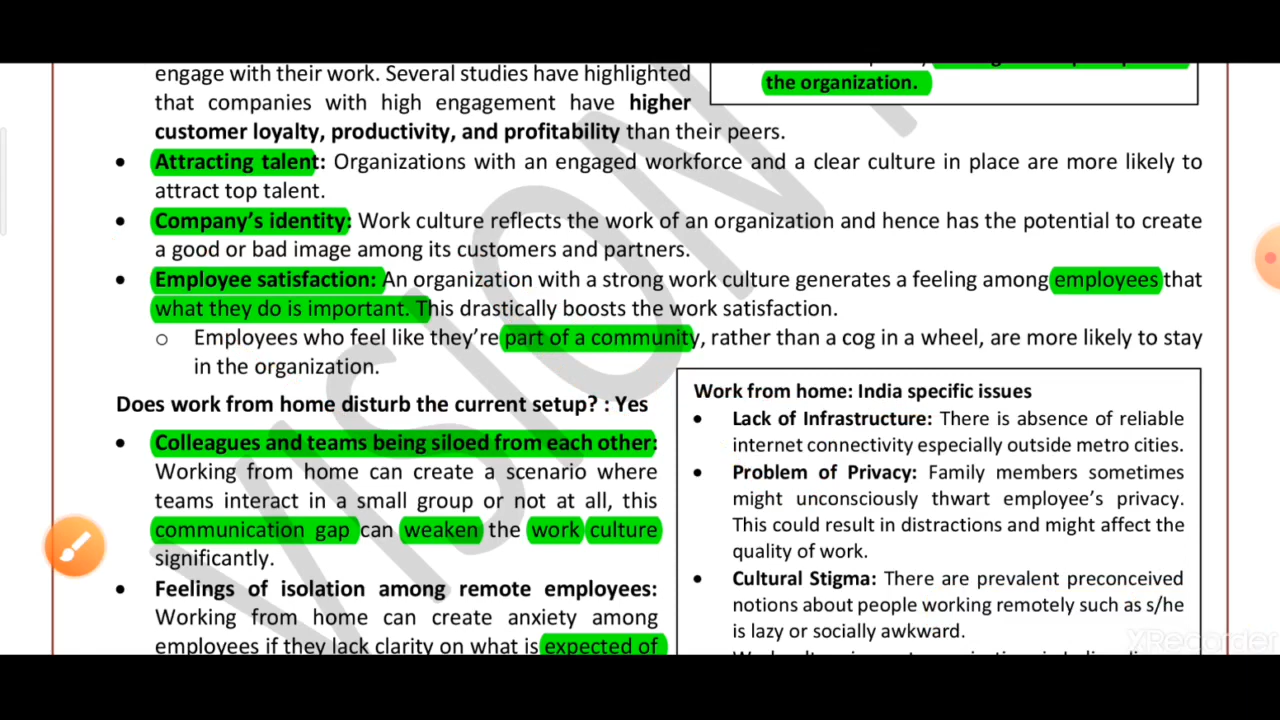 engage with their work. Several studies have highlighted
that companies with high engagement have higher
customer loyalty, productivity, and profitability than their peers.
the organization.
• Attracting talent: Organizations with an engaged workforce and a clear culture in place are more likely to
attract top talent.
• Company's identity: Work culture reflects the work of an organization and hence has the potential to create
a good or bad image among its customers and partners.
• Employee satisfaction: An organization with a strong work culture generates a feeling among employees that
what they do is important. This drastically boosts the work satisfaction.
o Employees who feel like they're part of a community, rather than a cog in a wheel, are more likely to stay
in the organization.
Does work from home disturb the current setup? : Yes
• Colleagues and teams being siloed from each other:
Working from home can create a scenario where
teams interact in a small group or not at all, this
communication gap can weaken the work culture
significantly.
• Feelings of isolation among remote employees:
Working from home can create anxiety among
employees if they lack clarity on what is expected of
Work from home: India specific issues
• Lack of Infrastructure: There is absence of reliable
internet connectivity especially outside metro cities.
• Problem of Privacy: Family members sometimes
might unconsciously thwart employee's privacy.
This could result in distractions and might affect the
quality of work.
• Cultural Stigma: There are prevalent preconceived
notions about people working remotely such as s/he
is lazy or socially awkward.
VISION
XRecorder